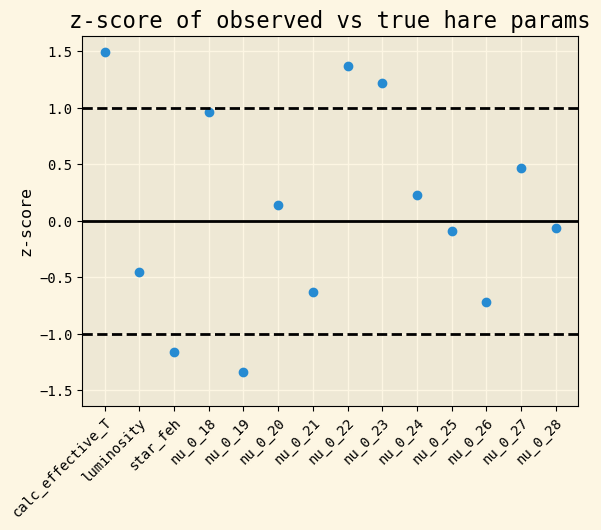 z-score of observed vs true hare params
z-score
1.5
1.0
0.5
0.0
−0.5
−1.0
−1.5
calc_effective_T
luminosity
star_feh
nu_0_18
nu_0_19
nu_0_20
nu_0_21
nu_0_22
nu_0_23
nu_0_24
nu_0_25
nu_0_26
nu_0_27
nu_0_28